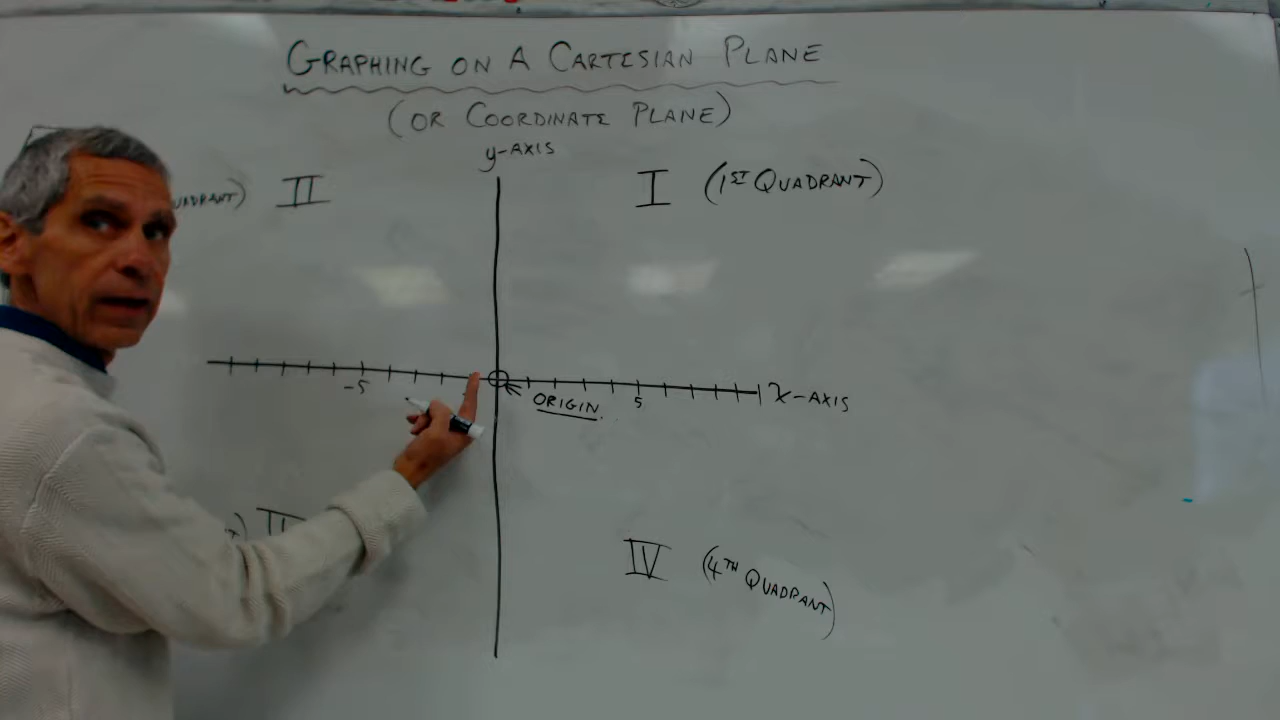 GRAPHING ON A CARTESIAN PLANE
(OR COORDINATE PLANE)
y-AXIS
II
I (1ST QUADRANT)
-5
ORIGIN.
5
X-AXIS
IV (4TH QUADRANT)